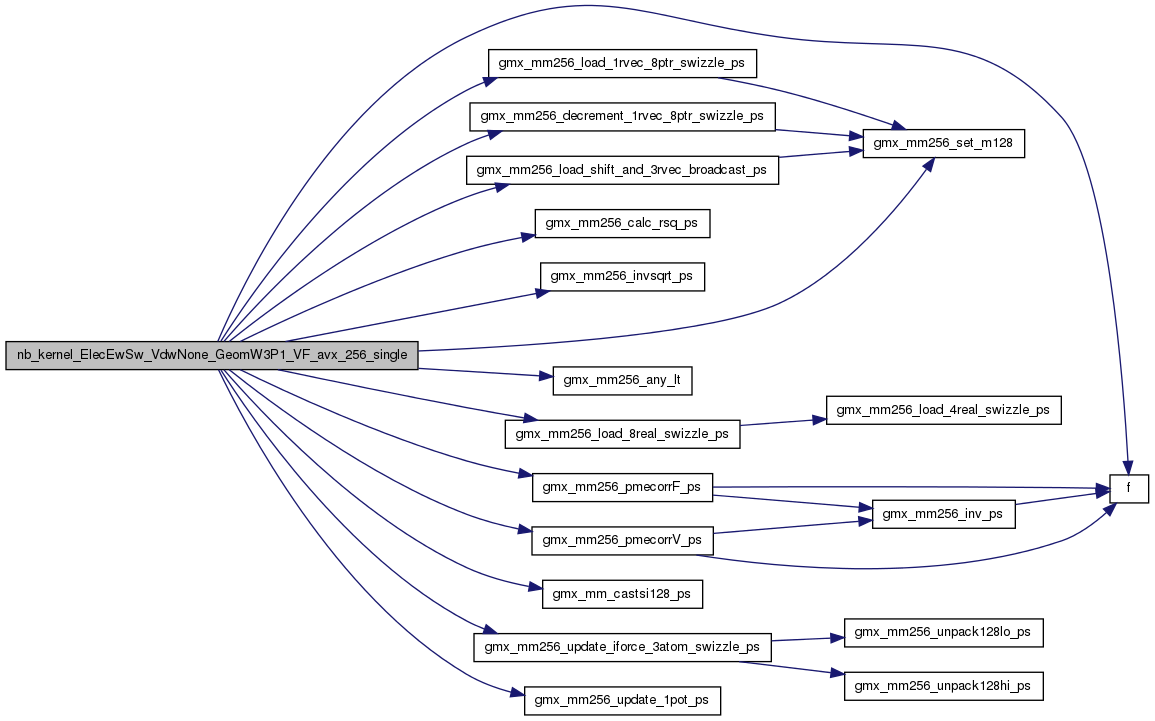 gmx_mm256_load_1rvec_8ptr_swizzle_ps
gmx_mm256_decrement_1rvec_8ptr_swizzle_ps
gmx_mm256_set_m128
gmx_mm256_load_shift_and_3rvec_broadcast_ps
gmx_mm256_calc_rsq_ps
gmx_mm256_invsqrt_ps
nb_kernel_ElecEwSw_VdwNone_GeomW3P1_VF_avx_256_single
gmx_mm256_any_lt
gmx_mm256_load_4real_swizzle_ps
gmx_mm256_load_8real_swizzle_ps
gmx_mm256_pmecorrF_ps
f
gmx_mm256_inv_ps
gmx_mm256_pmecorrV_ps
gmx_mm_castsi128_ps
gmx_mm256_unpack128lo_ps
gmx_mm256_update_iforce_3atom_swizzle_ps
gmx_mm256_unpack128hi_ps
gmx_mm256_update_1pot_ps